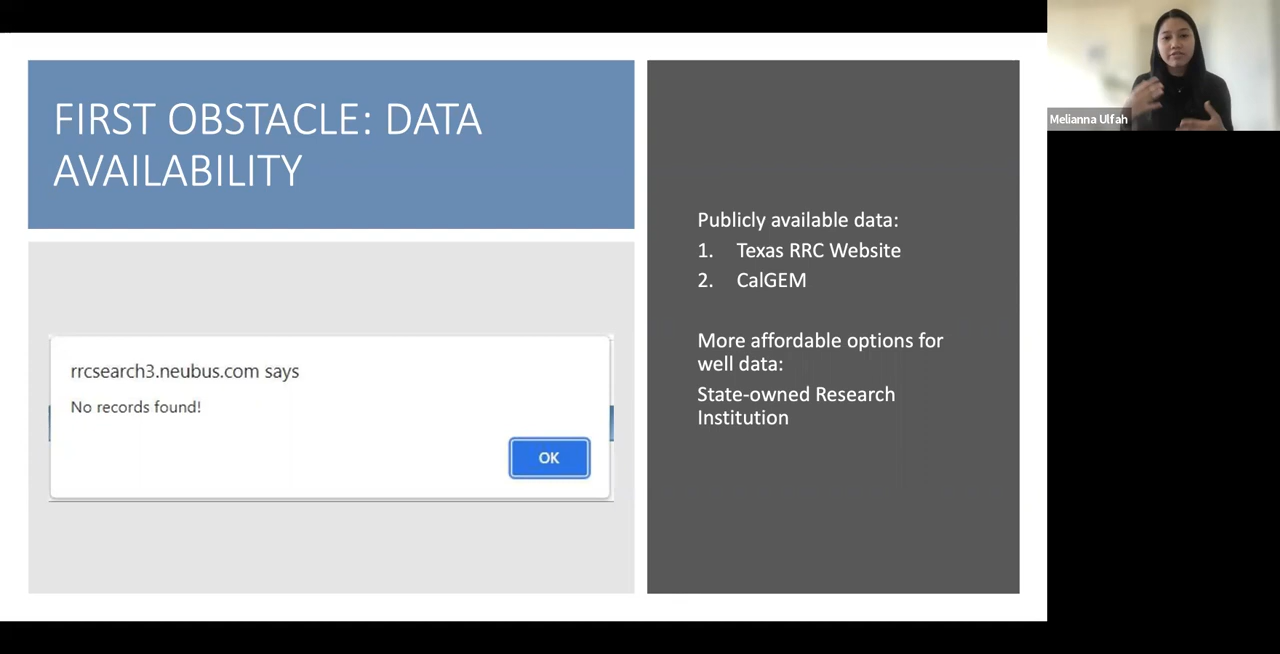 FIRST OBSTACLE: DATA
AVAILABILITY
rrcsearch3.neubus.com says
No records found!
OK
Publicly available data:
1. Texas RRC Website
2. CalGEM
More affordable options for
well data:
State-owned Research
Institution
Melianna Ulfah